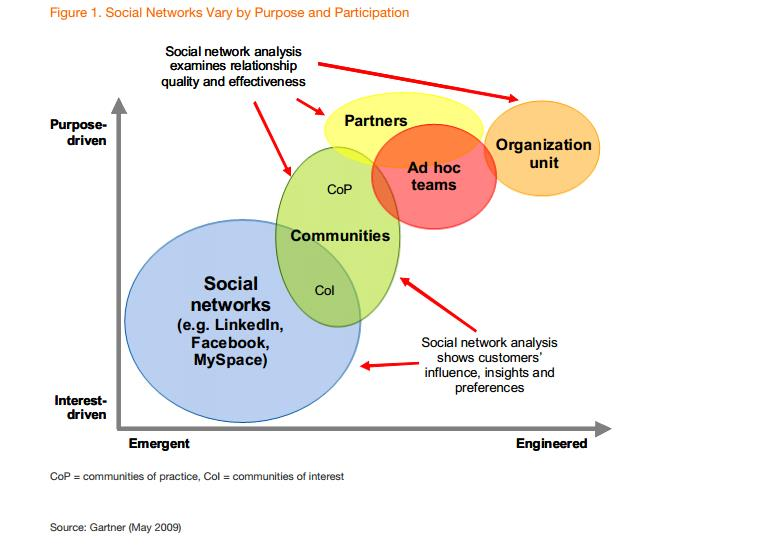 Figure 1. Social Networks Vary by Purpose and Participation
Social network analysis
examines relationship
quality and effectiveness
Purpose-
driven
Partners
Organization
unit
Ad hoc
teams
CoP
Communities
CoI
Social
networks
(e.g. LinkedIn,
Facebook,
MySpace)
Social network analysis
shows customers'
influence, insights and
preferences
Interest-
driven
Emergent
Engineered
CoP = communities of practice, CoI = communities of interest
Source: Gartner (May 2009)